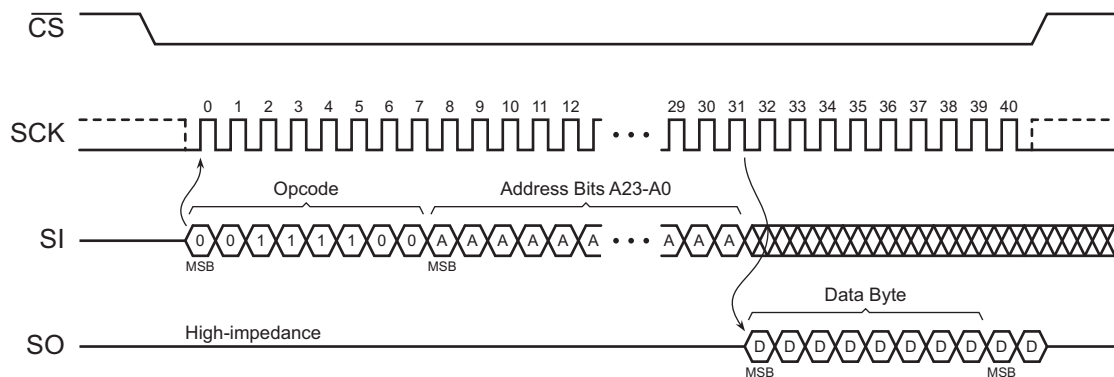 CS
0 1 2 3 4 5 6 7 8 9 10 11 12 29 30 31 32 33 34 35 36 37 38 39 40
SCK
Opcode Address Bits A23-A0
SI 0 0 1 1 1 1 0 0 A A A A A A A A A
MSB MSB
Data Byte
High-impedance
SO D D D D D D D D D D
MSB MSB